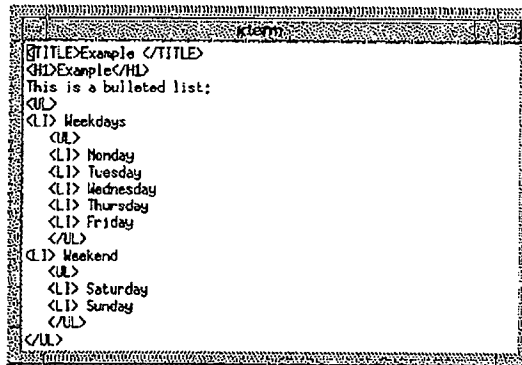 kterm
<TITLE>Example </TITLE>
<H1>Example</H1>
This is a bulleted list:
<UL>
<LI> Weekdays
   <UL>
   <LI> Monday
   <LI> Tuesday
   <LI> Wednesday
   <LI> Thursday
   <LI> Friday
   </UL>
<LI> Weekend
   <UL>
   <LI> Saturday
   <LI> Sunday
   </UL>
</UL>